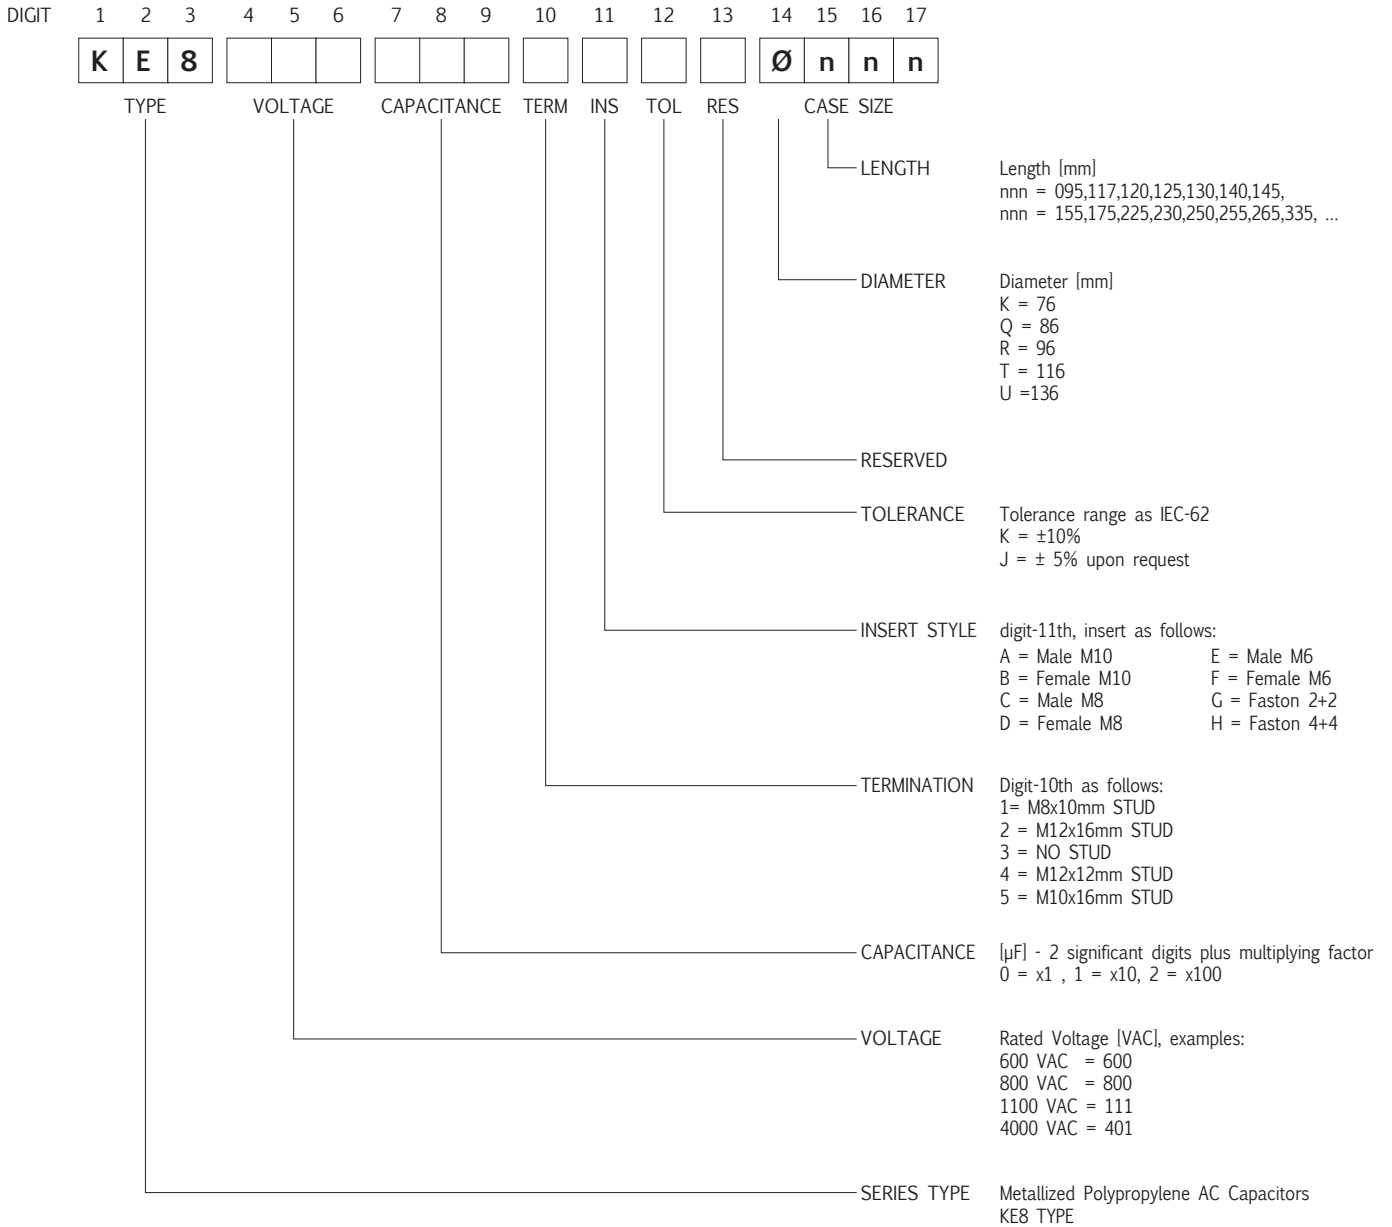 DIGIT 1 2 3 4 5 6 7 8 9 10 11 12 13 14 15 16 17
K E 8 Ø n n n
TYPE VOLTAGE CAPACITANCE TERM INS TOL RES CASE SIZE
LENGTH Length [mm]
nnn = 095,117,120,125,130,140,145,
nnn = 155,175,225,230,250,255,265,335, ...
DIAMETER Diameter [mm]
K = 76
Q = 86
R = 96
T = 116
U =136
RESERVED
TOLERANCE Tolerance range as IEC-62
K = ±10%
J = ± 5% upon request
INSERT STYLE digit-11th, insert as follows:
A = Male M10 E = Male M6
B = Female M10 F = Female M6
C = Male M8 G = Faston 2+2
D = Female M8 H = Faston 4+4
TERMINATION Digit-10th as follows:
1= M8x10mm STUD
2 = M12x16mm STUD
3 = NO STUD
4 = M12x12mm STUD
5 = M10x16mm STUD
CAPACITANCE [µF] - 2 significant digits plus multiplying factor
0 = x1 , 1 = x10, 2 = x100
VOLTAGE Rated Voltage [VAC], examples:
600 VAC = 600
800 VAC = 800
1100 VAC = 111
4000 VAC = 401
SERIES TYPE Metallized Polypropylene AC Capacitors
KE8 TYPE